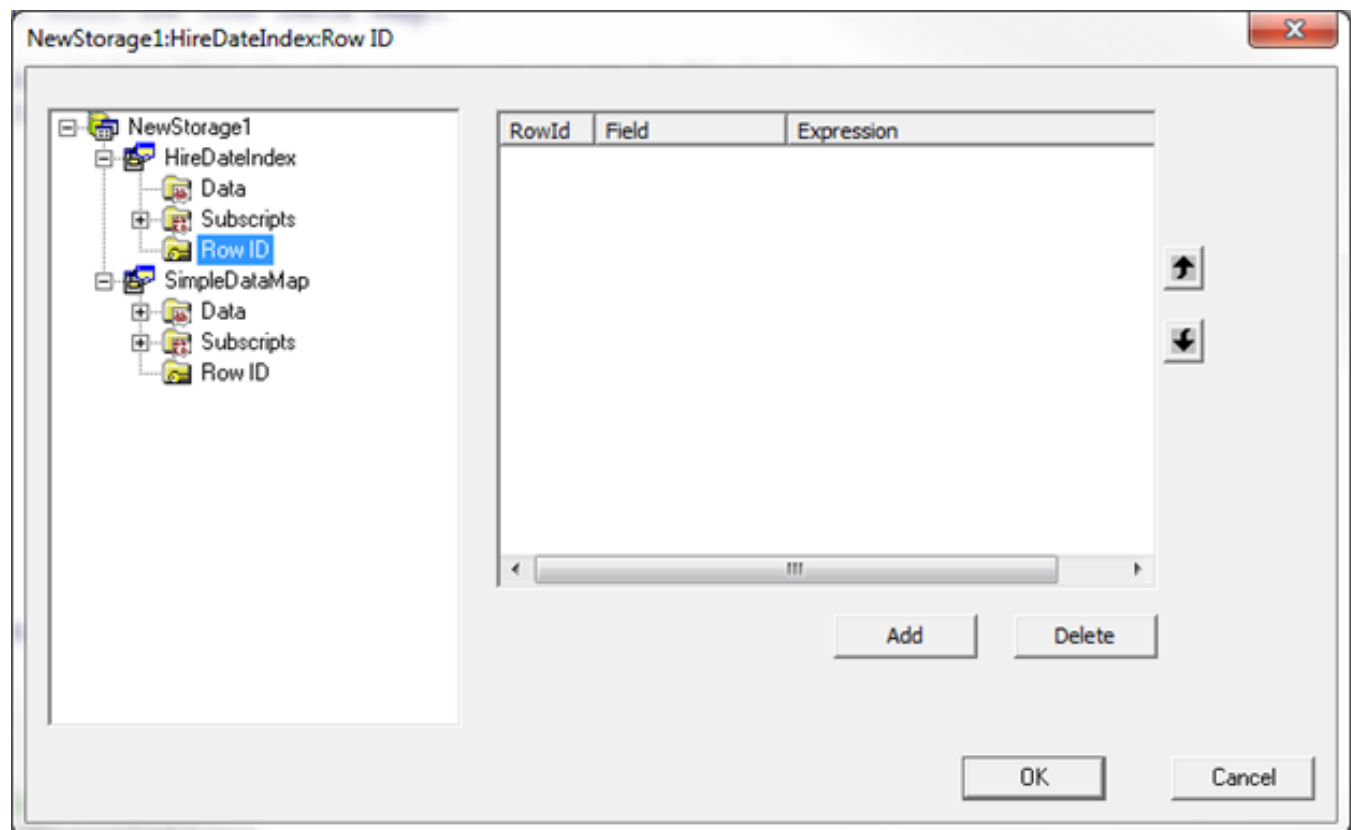 NewStorage1:HireDateIndex:Row ID
NewStorage1
HireDateIndex
Data
Subscripts
Row ID
SimpleDataMap
Data
Subscripts
Row ID
RowId Field Expression
Add Delete
OK Cancel